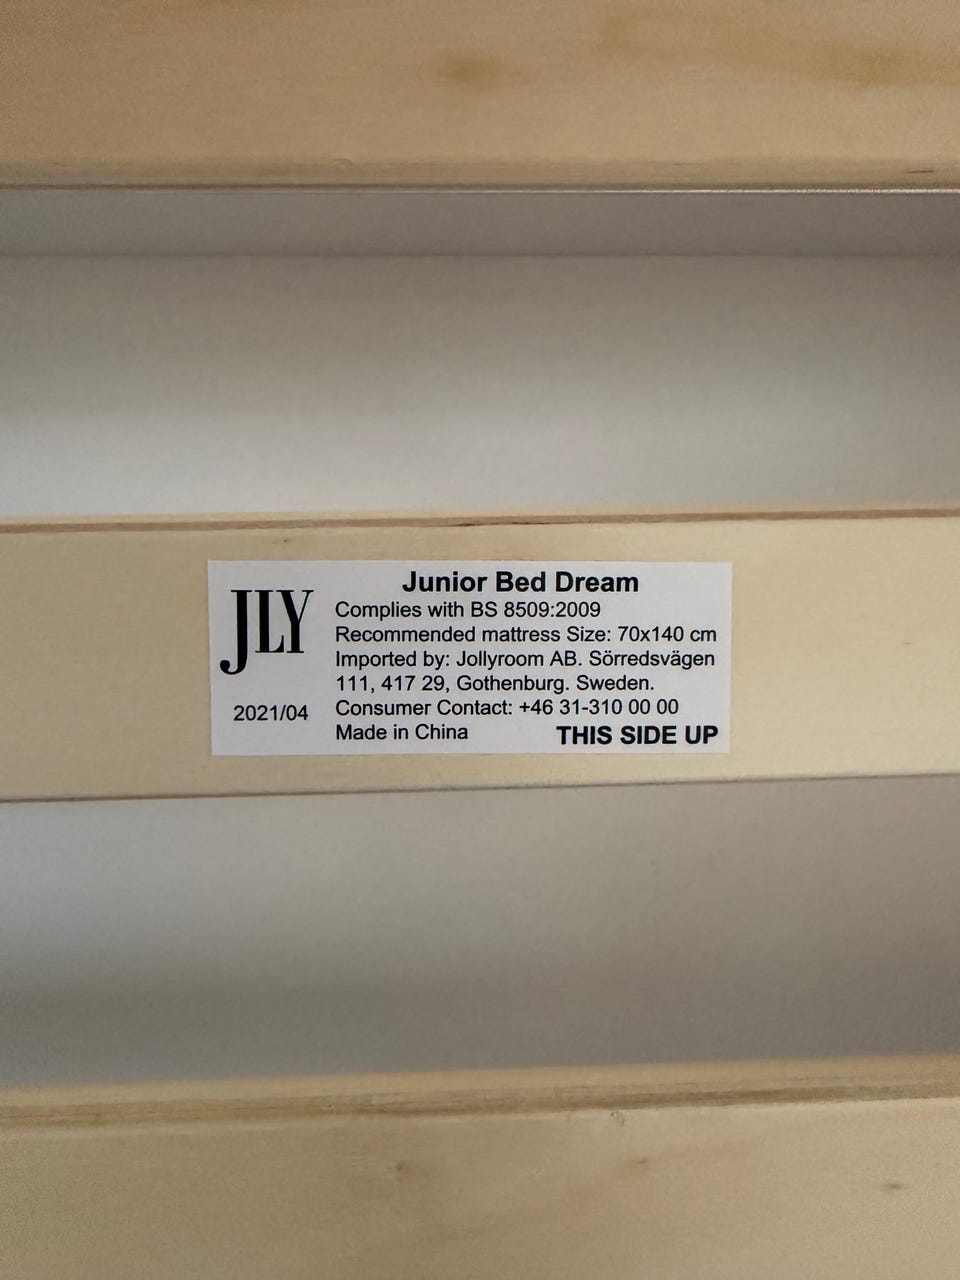 JLY
2021/04
Junior Bed Dream
Complies with BS 8509:2009
Recommended mattress Size: 70x140 cm
Imported by: Jollyroom AB. Sörredsvägen
111, 417 29, Gothenburg. Sweden.
Consumer Contact: +46 31-310 00 00
Made in China
THIS SIDE UP